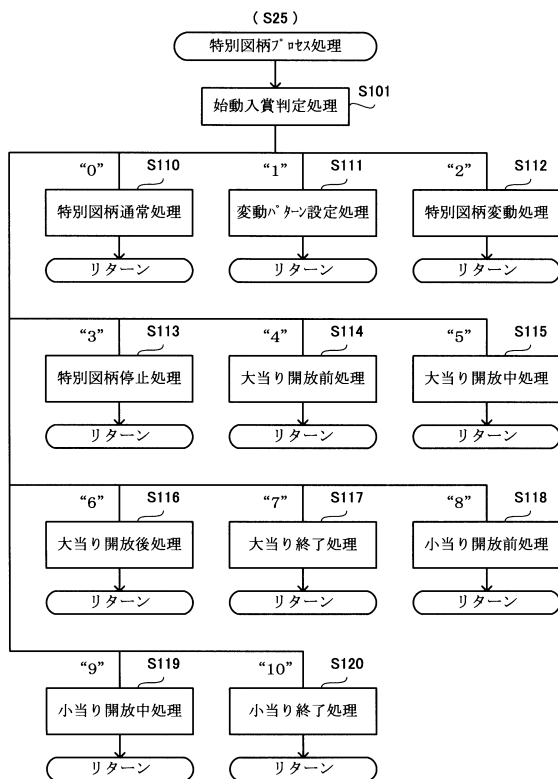 （S25）
特別図柄ﾌﾟﾛｾｽ処理
S101
始動入賞判定処理
“0” S110 “1” S111 “2” S112
特別図柄通常処理 変動ﾊﾟﾀｰﾝ設定処理 特別図柄変動処理
リターン リターン リターン
“3” S113 “4” S114 “5” S115
特別図柄停止処理 大当り開放前処理 大当り開放中処理
リターン リターン リターン
“6” S116 “7” S117 “8” S118
大当り開放後処理 大当り終了処理 小当り開放前処理
リターン リターン リターン
“9” S119 “10” S120
小当り開放中処理 小当り終了処理
リターン リターン